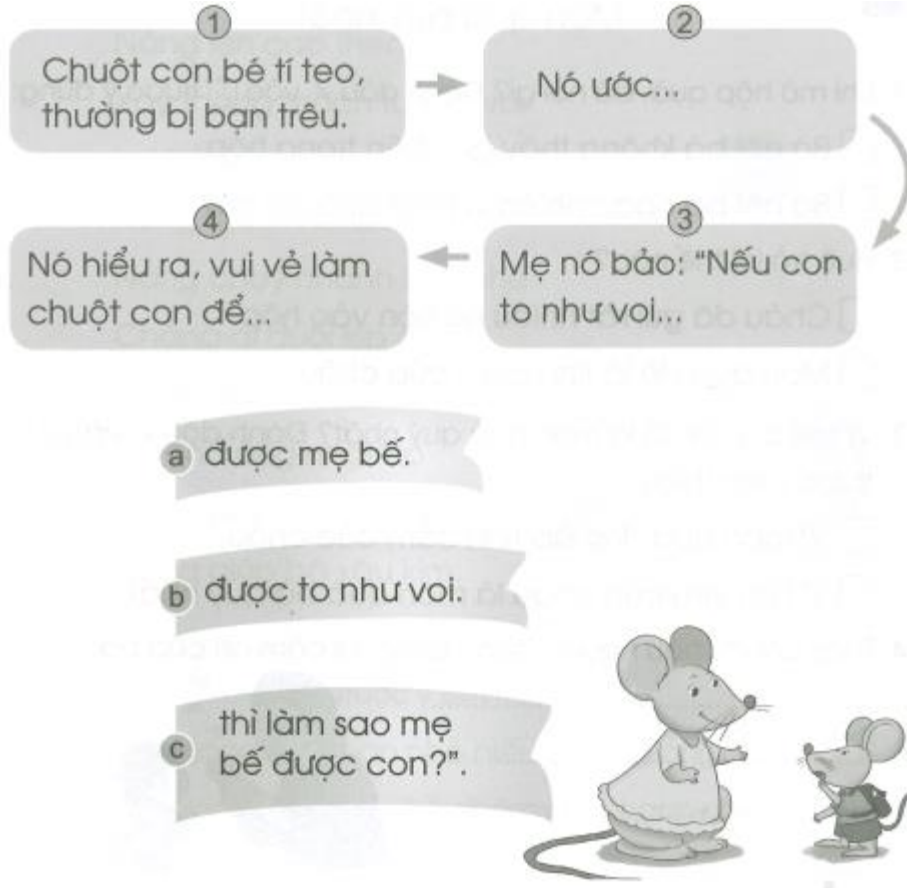 1
Chuột con bé tí teo,
thường bị bạn trêu.
2
Nó ước...
3
Mẹ nó bảo: "Nếu con
to như voi...
4
Nó hiểu ra, vui vẻ làm
chuột con để...
a được mẹ bế.
b được to như voi.
c thì làm sao mẹ
bế được con?".